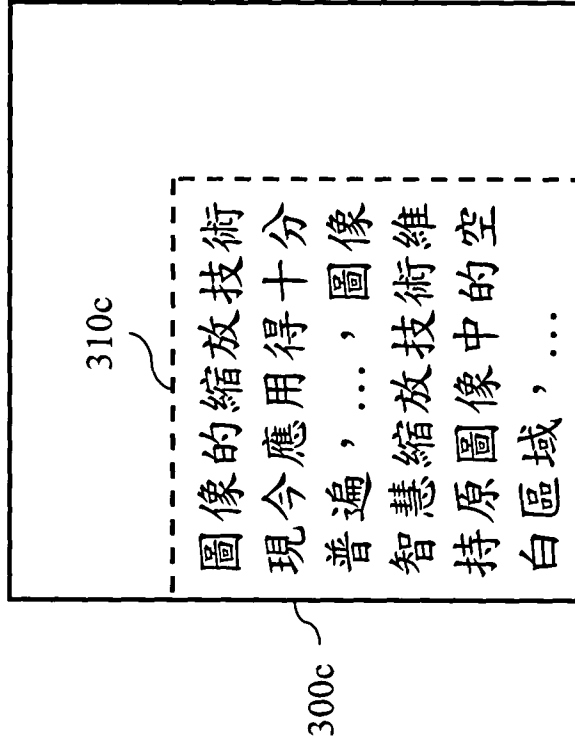 310c
300c
圖像的縮放技術
現今應用得十分
普遍，…，圖像
智慧縮放技術維
持原圖像中的空
白區域，…